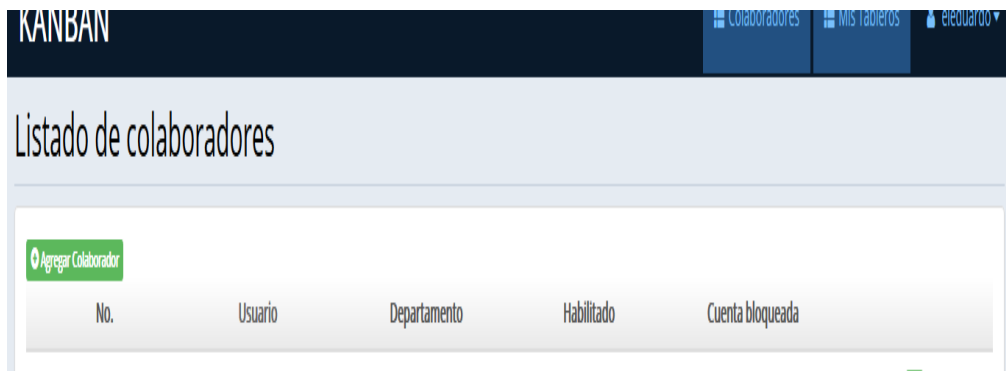 KANBAN
Colaboradores Mis Tableros eleduardo
Listado de colaboradores
Agregar Colaborador
No. Usuario Departamento Habilitado Cuenta bloqueada